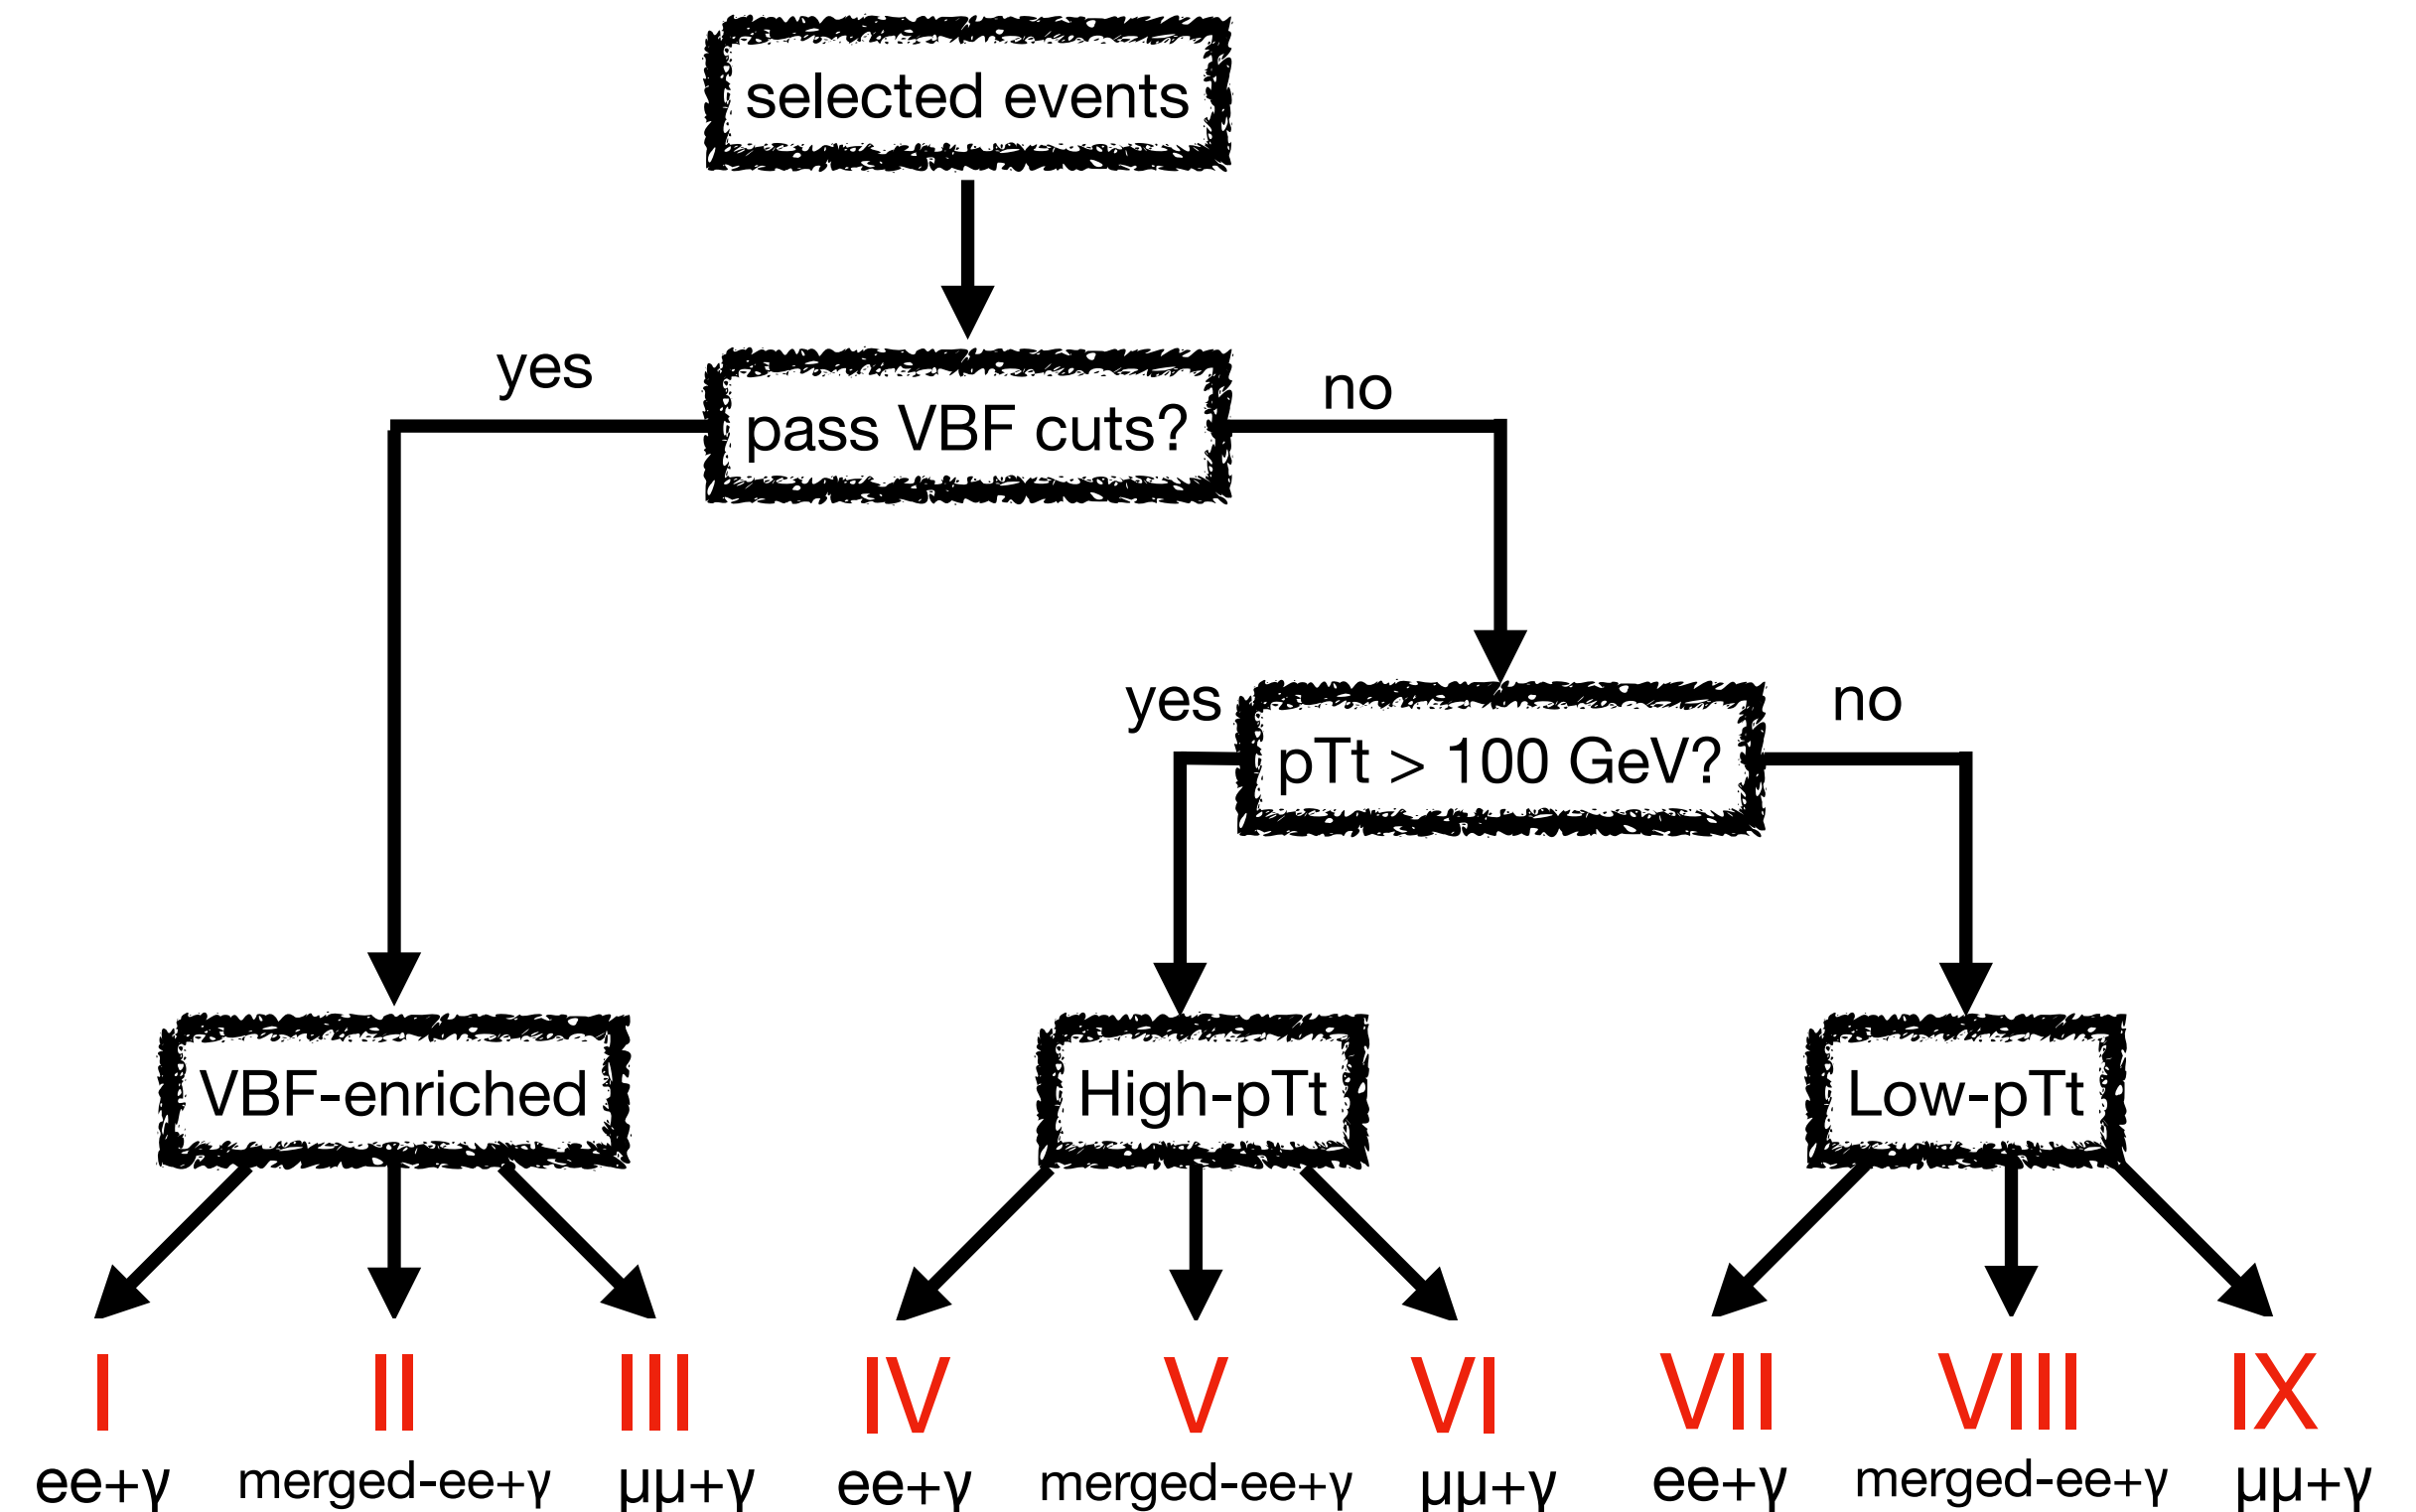 selected events
yes
pass VBF cuts?
no
yes
pTt > 100 GeV?
no
VBF-enriched
High-pTt
Low-pTt
I
II
III
IV
V
VI
VII
VIII
IX
ee+γ
merged-ee+γ
μμ+γ
ee+γ
merged-ee+γ
μμ+γ
ee+γ
merged-ee+γ
μμ+γ